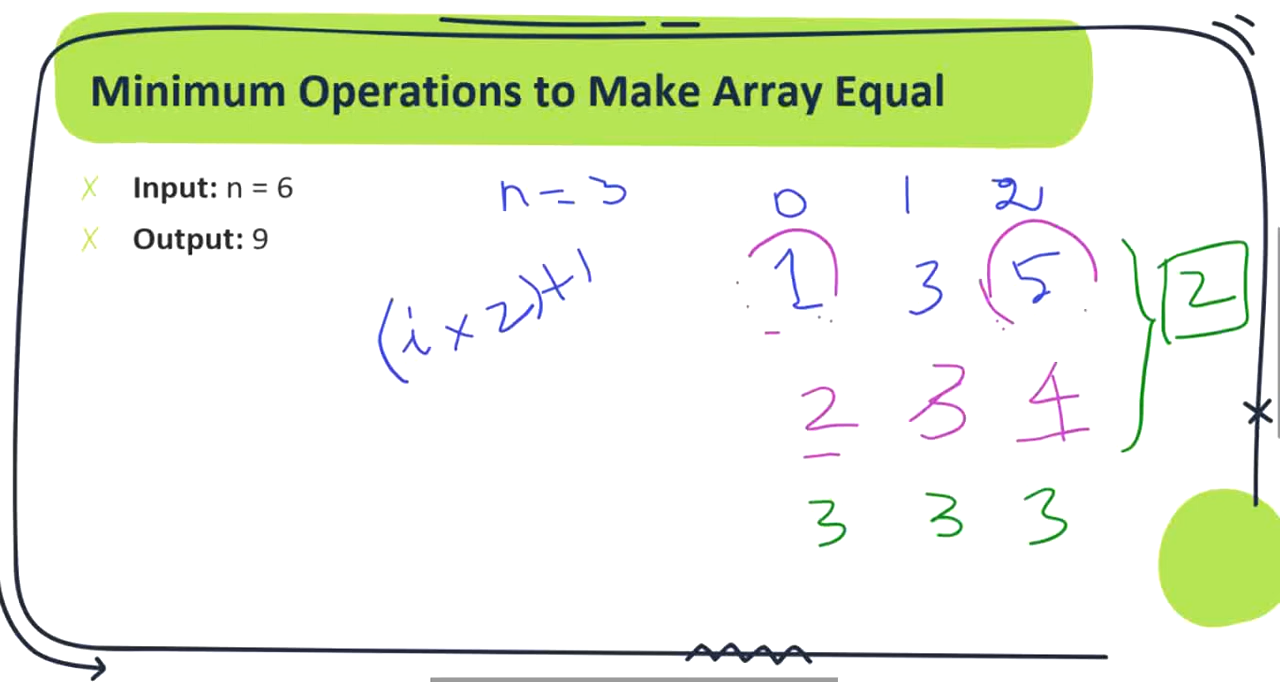 Minimum Operations to Make Array Equal
Input: n = 6
Output: 9
n = 3
(i × 2)+1
0 1 2
1 3 5
2
2 3 4
3 3 3